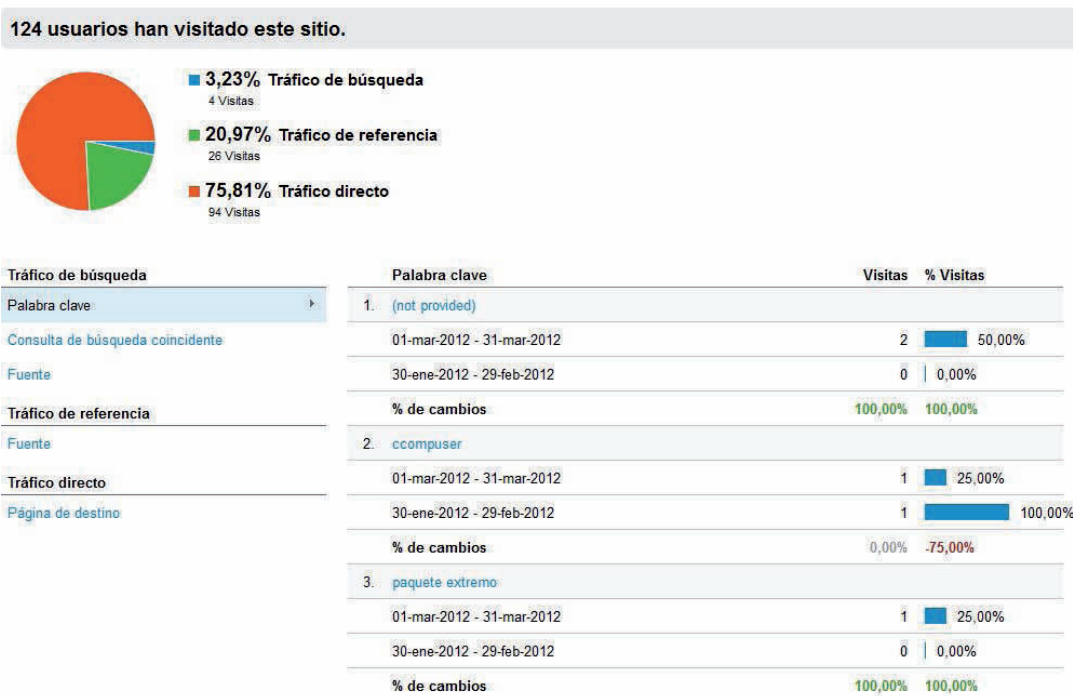 124 usuarios han visitado este sitio.
3,23% Tráfico de búsqueda
4 Visitas
20,97% Tráfico de referencia
26 Visitas
75,81% Tráfico directo
94 Visitas
Tráfico de búsqueda
Palabra clave
Consulta de búsqueda coincidente
Fuente
Tráfico de referencia
Fuente
Tráfico directo
Página de destino
Palabra clave Visitas % Visitas
1. (not provided)
01-mar-2012 - 31-mar-2012 2 50,00%
30-ene-2012 - 29-feb-2012 0 0,00%
% de cambios 100,00% 100,00%
2. ccompuser
01-mar-2012 - 31-mar-2012 1 25,00%
30-ene-2012 - 29-feb-2012 1 100,00%
% de cambios 0,00% -75,00%
3. paquete extremo
01-mar-2012 - 31-mar-2012 1 25,00%
30-ene-2012 - 29-feb-2012 0 0,00%
% de cambios 100,00% 100,00%